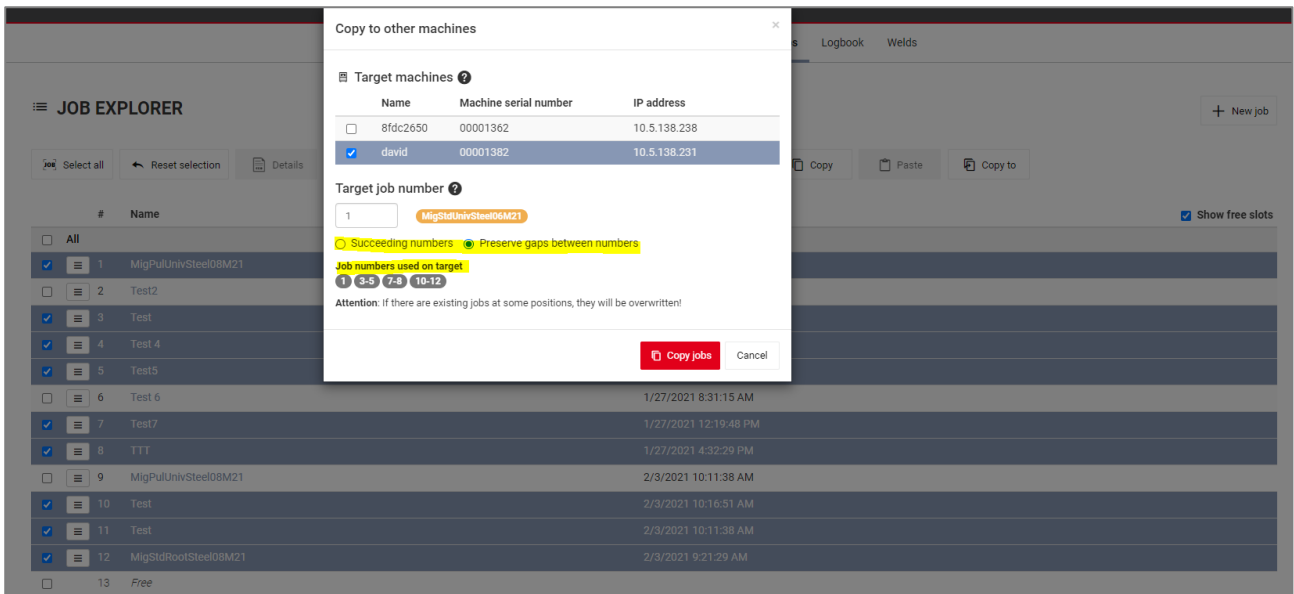 Copy to other machines ×
s Logbook Welds
Target machines ?
Name Machine serial number IP address
JOB EXPLORER
+ New job
8fdc2650 00001362 10.5.138.238
david 00001382 10.5.138.231
JOB Select all Reset selection Details Copy Paste Copy to
Target job number ?
1 MigStdUnivSteel06M21
# Name Show free slots
Succeeding numbers Preserve gaps between numbers
All
Job numbers used on target
1 MigPulUnivSteel08M21
1 3-5 7-8 10-12
2 Test2
Attention: If there are existing jobs at some positions, they will be overwritten!
3 Test
4 Test 4
Copy jobs Cancel
5 Test5
6 Test 6 1/27/2021 8:31:15 AM
7 Test7 1/27/2021 12:19:48 PM
8 TTT 1/27/2021 4:32:29 PM
9 MigPulUnivSteel08M21 2/3/2021 10:11:38 AM
10 Test 2/3/2021 10:16:51 AM
11 Test 2/3/2021 10:11:38 AM
12 MigStdRootSteel08M21 2/3/2021 9:21:29 AM
13 Free